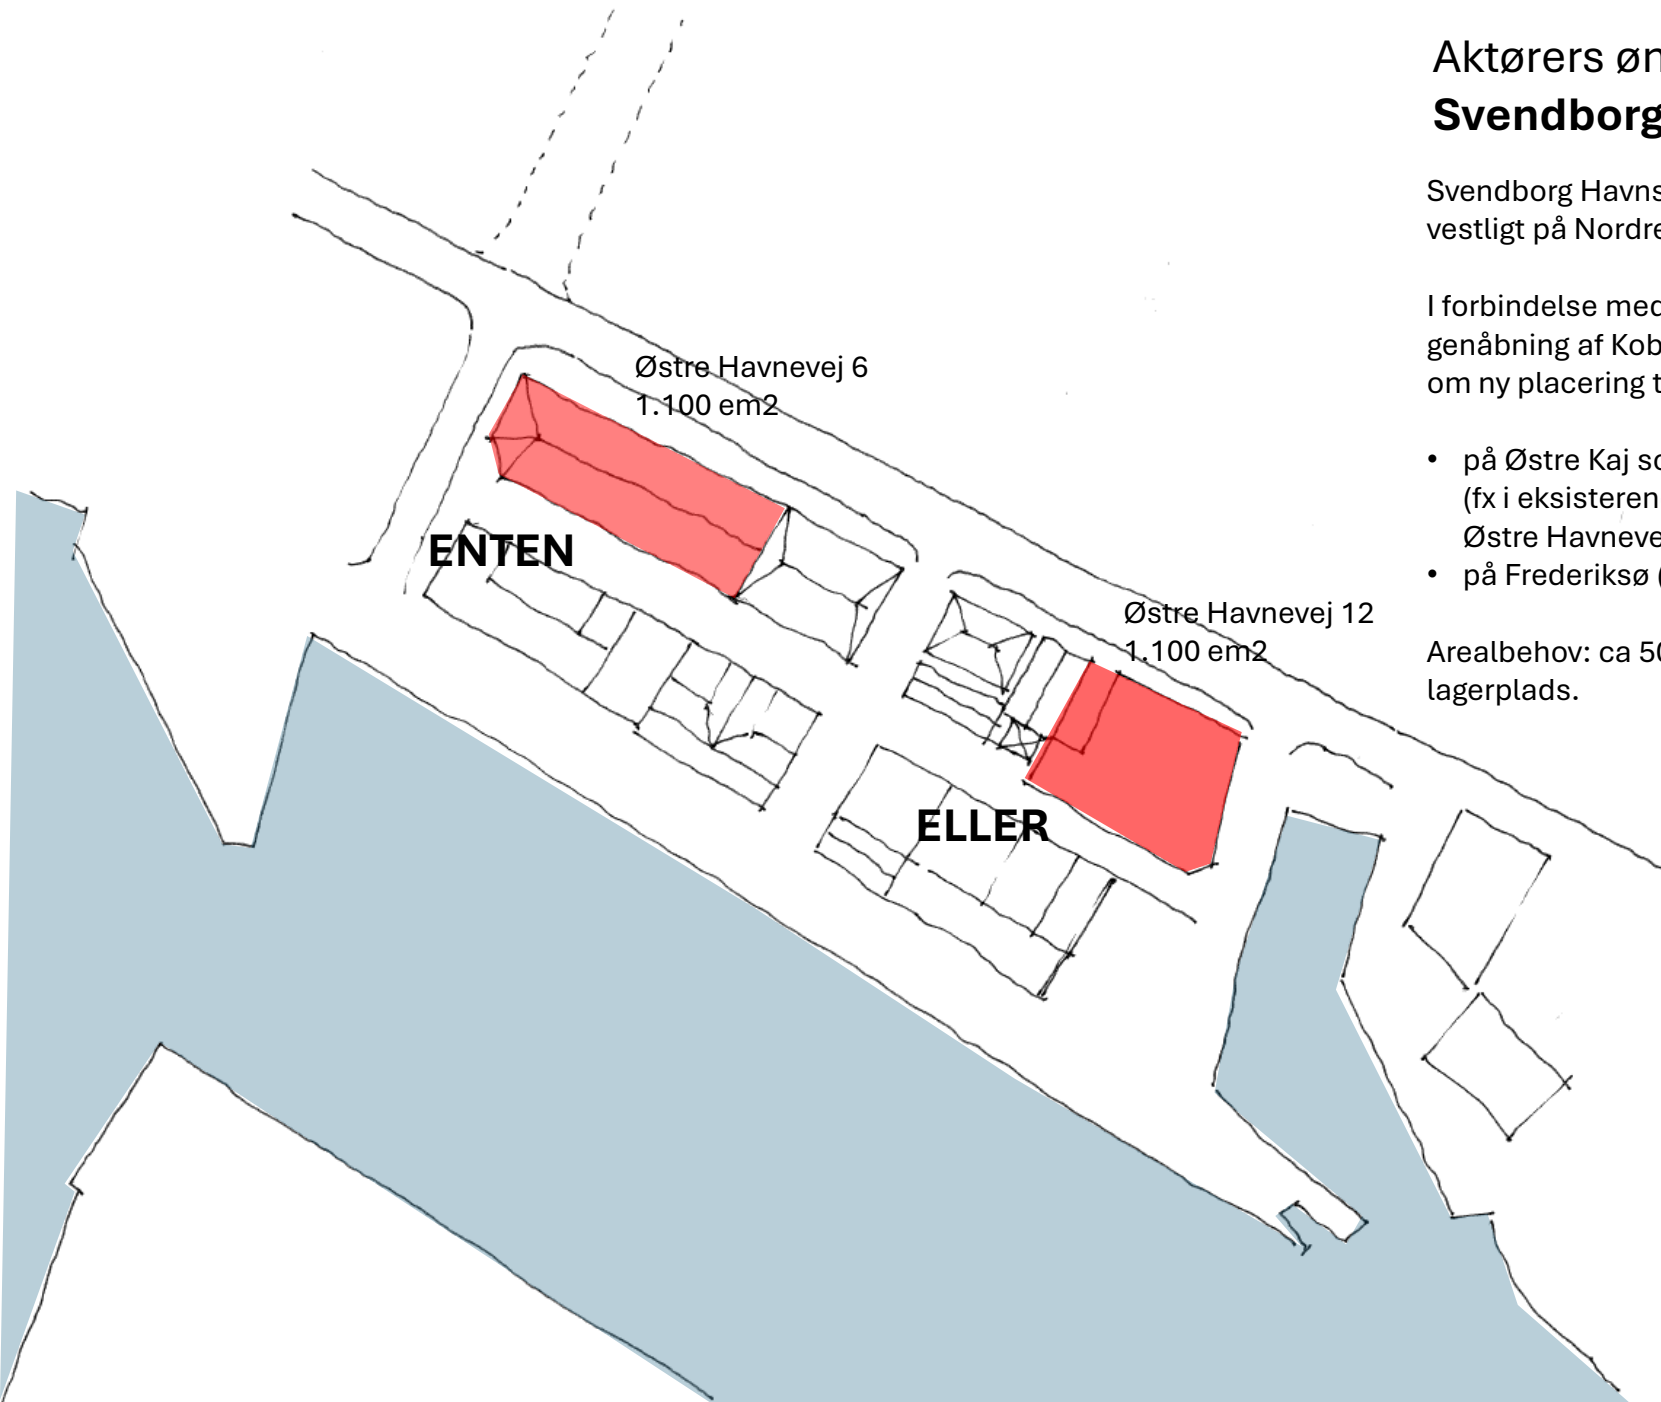 Aktørers øn
Svendborg
Svendborg Havns
vestligt på Nordre
I forbindelse med
genåbning af Kob
om ny placering t
• på Østre Kaj so
(fx i eksisteren
Østre Havneve
• på Frederiksø (
Arealbehov: ca 50
lagerplads.
Østre Havnevej 6
1.100 em2
ENTEN
Østre Havnevej 12
1.100 em2
ELLER